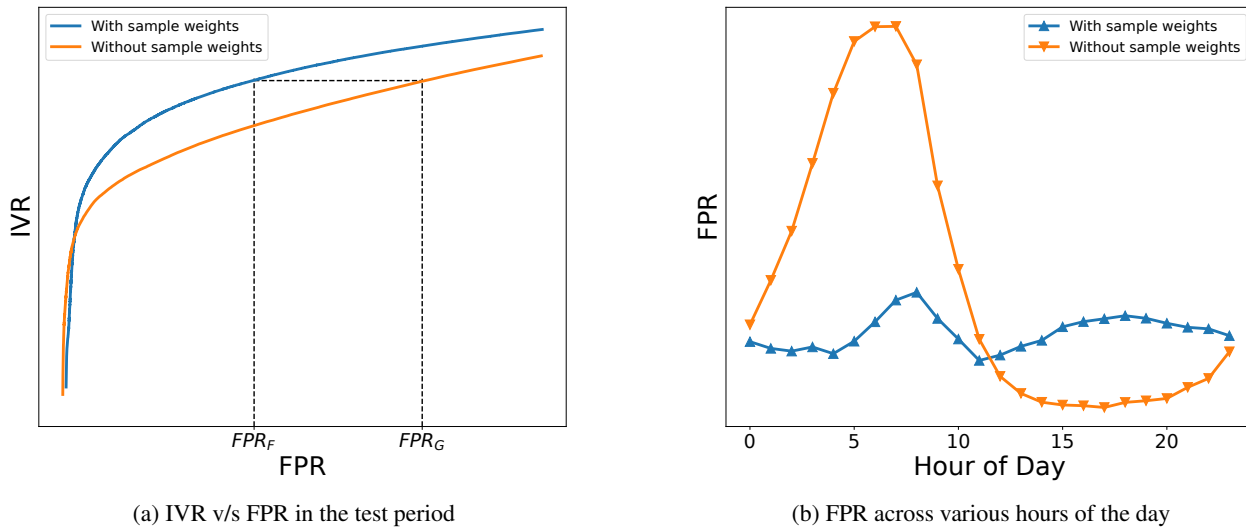 With sample weights
Without sample weights
IVR
FPR_F
FPR_G
FPR
(a) IVR v/s FPR in the test period
With sample weights
Without sample weights
FPR
0
5
10
15
20
Hour of Day
(b) FPR across various hours of the day